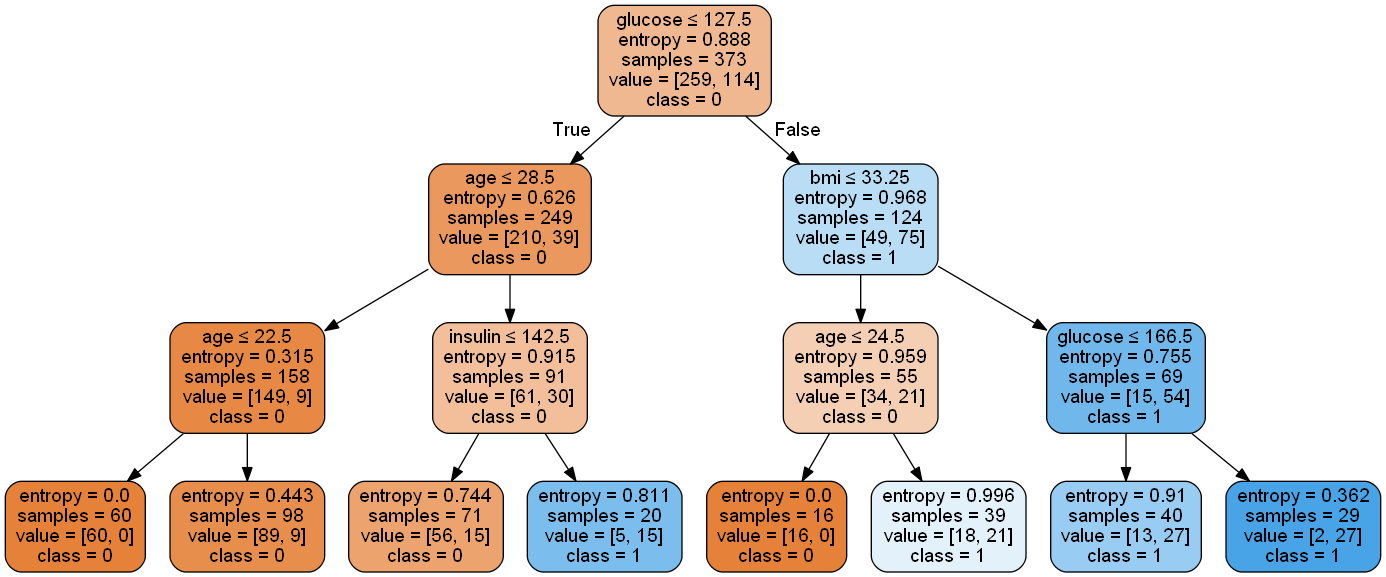 glucose ≤ 127.5
entropy = 0.888
samples = 373
value = [259, 114]
class = 0
True
False
age ≤ 28.5
entropy = 0.626
samples = 249
value = [210, 39]
class = 0
bmi ≤ 33.25
entropy = 0.968
samples = 124
value = [49, 75]
class = 1
age ≤ 22.5
entropy = 0.315
samples = 158
value = [149, 9]
class = 0
insulin ≤ 142.5
entropy = 0.915
samples = 91
value = [61, 30]
class = 0
age ≤ 24.5
entropy = 0.959
samples = 55
value = [34, 21]
class = 0
glucose ≤ 166.5
entropy = 0.755
samples = 69
value = [15, 54]
class = 1
entropy = 0.0
samples = 60
value = [60, 0]
class = 0
entropy = 0.443
samples = 98
value = [89, 9]
class = 0
entropy = 0.744
samples = 71
value = [56, 15]
class = 0
entropy = 0.811
samples = 20
value = [5, 15]
class = 1
entropy = 0.0
samples = 16
value = [16, 0]
class = 0
entropy = 0.996
samples = 39
value = [18, 21]
class = 1
entropy = 0.91
samples = 40
value = [13, 27]
class = 1
entropy = 0.362
samples = 29
value = [2, 27]
class = 1